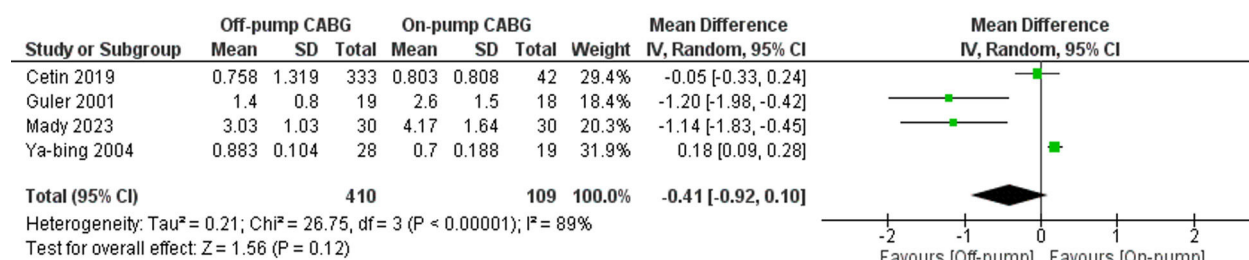 Off-pump CABG On-pump CABG Mean Difference Mean Difference
Study or Subgroup Mean SD Total Mean SD Total Weight IV, Random, 95% CI IV, Random, 95% CI
Cetin 2019 0.758 1.319 333 0.803 0.808 42 29.4% -0.05 [-0.33, 0.24]
Guler 2001 1.4 0.8 19 2.6 1.5 18 18.4% -1.20 [-1.98, -0.42]
Mady 2023 3.03 1.03 30 4.17 1.64 30 20.3% -1.14 [-1.83, -0.45]
Ya-bing 2004 0.883 0.104 28 0.7 0.188 19 31.9% 0.18 [0.09, 0.28]
Total (95% CI) 410 109 100.0% -0.41 [-0.92, 0.10]
Heterogeneity: Tau² = 0.21; Chi² = 26.75, df = 3 (P < 0.00001); I² = 89%
Test for overall effect: Z = 1.56 (P = 0.12)
-2 -1 0 1 2
Favours [Off-pump] Favours [On-pump]